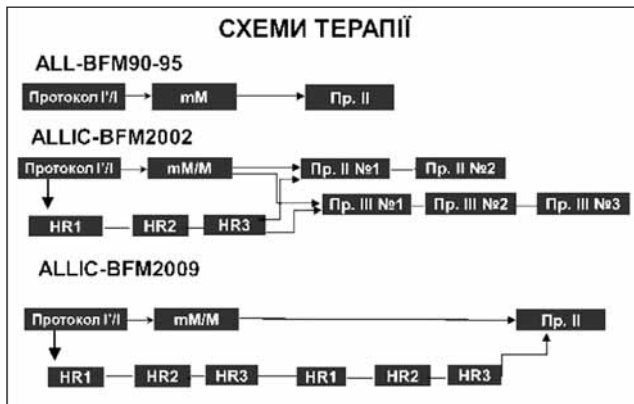 СХЕМИ ТЕРАПІЇ
ALL-BFM90-95
Протокол I'/I mM Пр. II
ALLIC-BFM2002
Протокол I'/I mM/M Пр. II №1 Пр. II №2
HR1 HR2 HR3 Пр. III №1 Пр. III №2 Пр. III №3
ALLIC-BFM2009
Протокол I'/I mM/M Пр. II
HR1 HR2 HR3 HR1 HR2 HR3